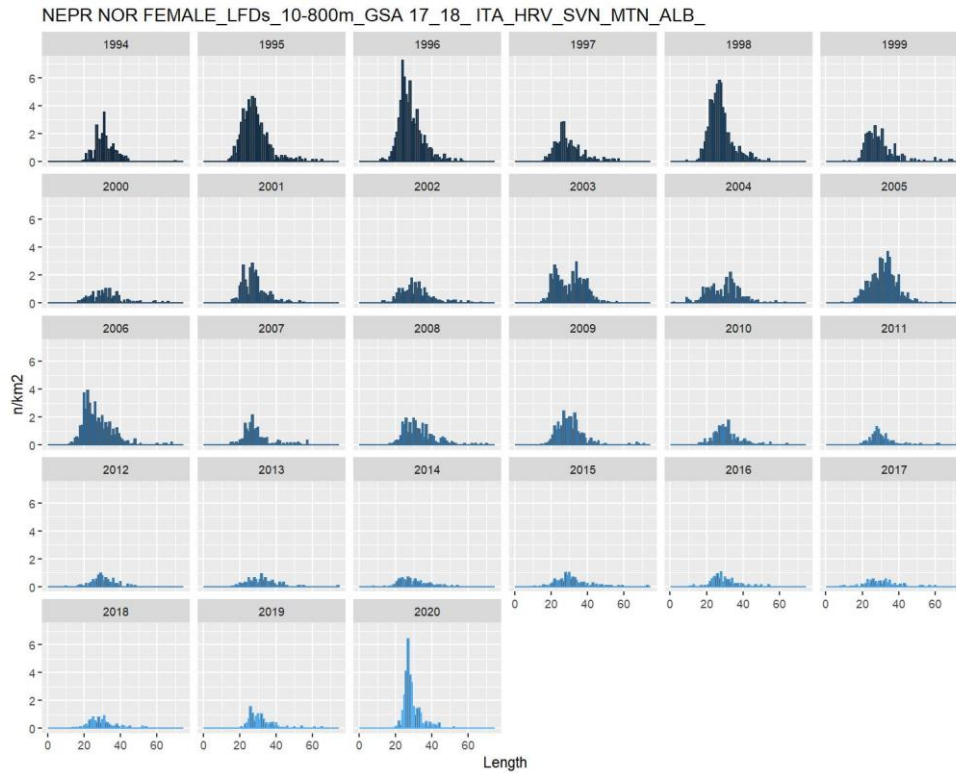 NEPR NOR FEMALE_LFDs_10-800m_GSA 17_18_ ITA_HRV_SVN_MTN_ALB_
1994 1995 1996 1997 1998 1999
6
4
2
0
2000 2001 2002 2003 2004 2005
6
4
2
0
2006 2007 2008 2009 2010 2011
6
4
2
0
n/km2
2012 2013 2014 2015 2016 2017
6
4
2
0
0 20 40 60 0 20 40 60 0 20 40 60
2018 2019 2020
6
4
2
0
0 20 40 60 0 20 40 60 0 20 40 60
Length